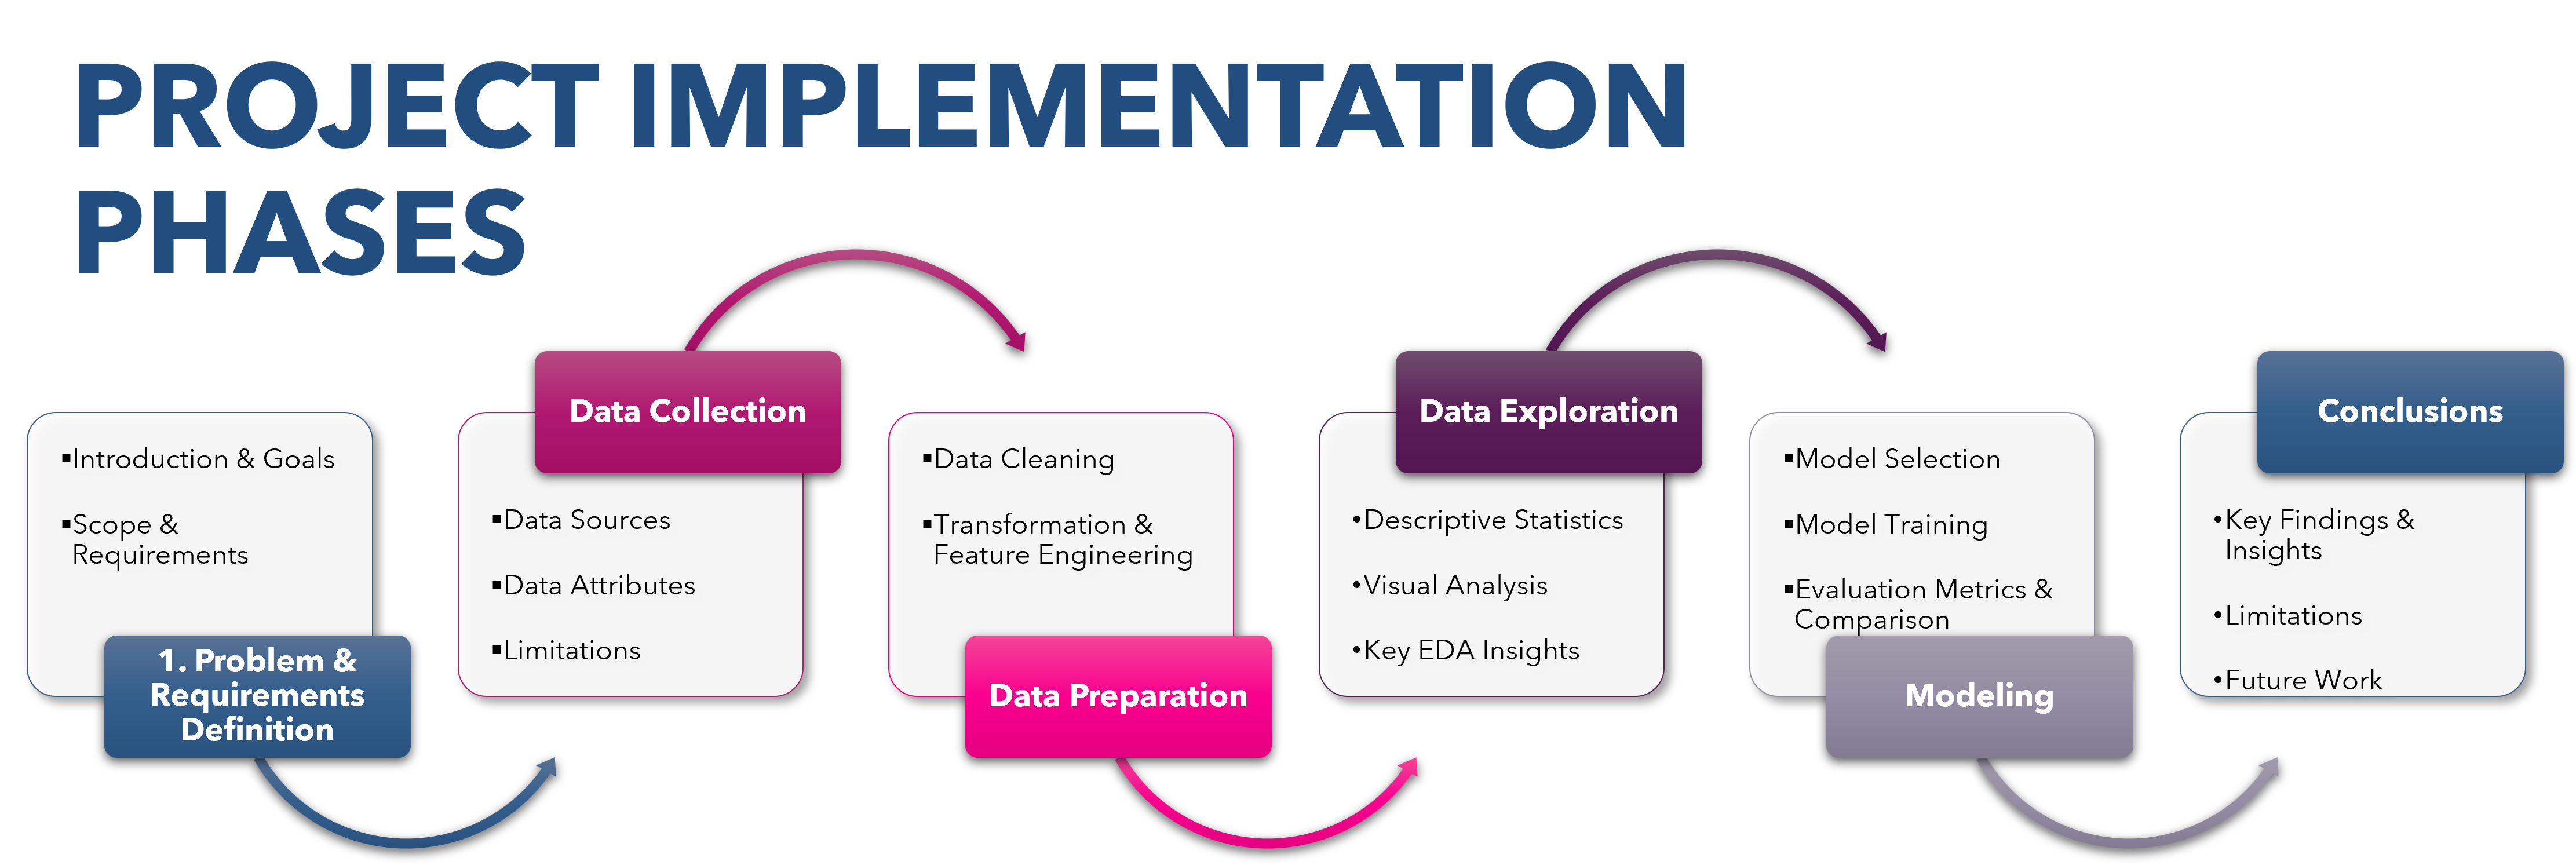 PROJECT IMPLEMENTATION
PHASES
▪Introduction & Goals
▪Scope &
Requirements
1. Problem &
Requirements
Definition
Data Collection
▪Data Sources
▪Data Attributes
▪Limitations
▪Data Cleaning
▪Transformation &
Feature Engineering
Data Preparation
Data Exploration
•Descriptive Statistics
•Visual Analysis
•Key EDA Insights
▪Model Selection
▪Model Training
▪Evaluation Metrics &
Comparison
Modeling
Conclusions
•Key Findings &
Insights
•Limitations
•Future Work